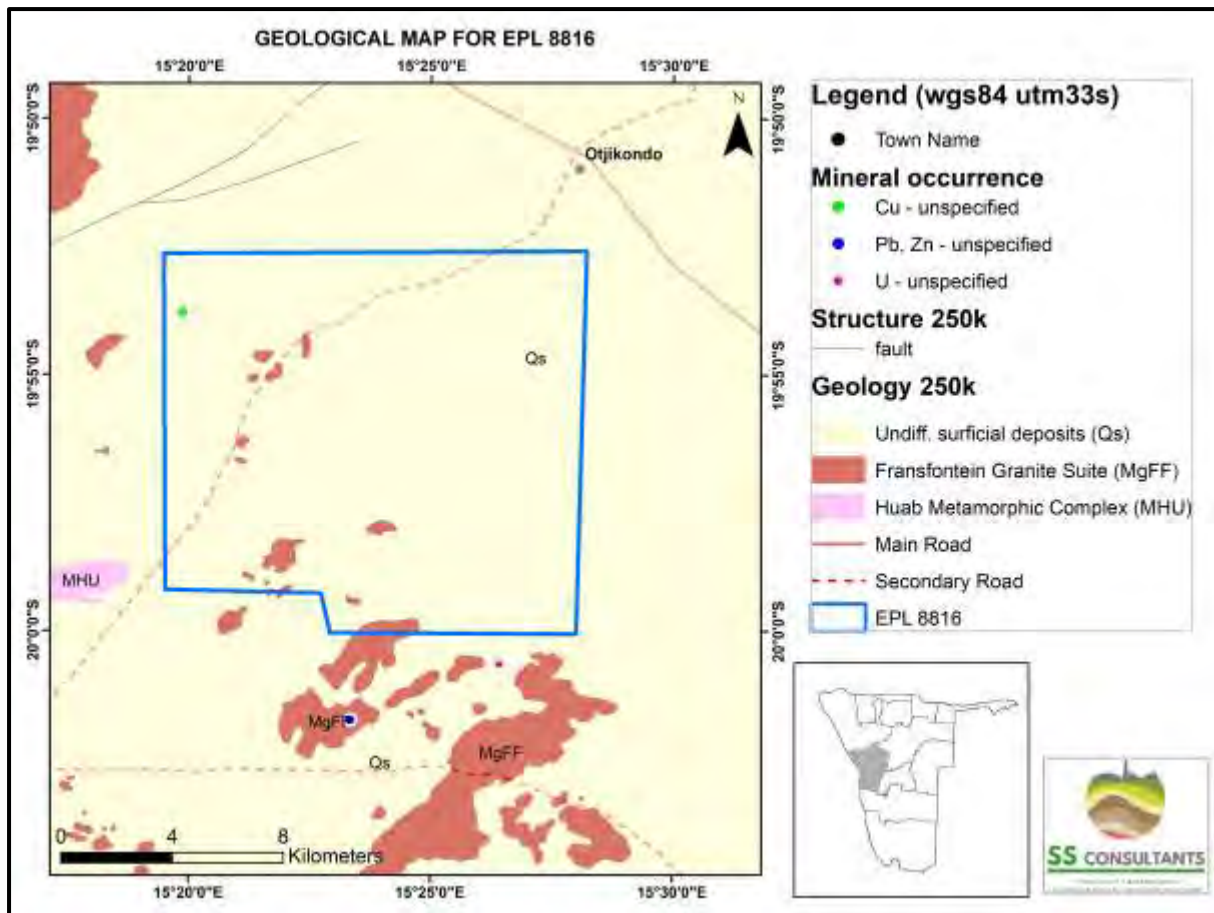 GEOLOGICAL MAP FOR EPL 8816
15°20'0"E
15°25'0"E
15°30'0"E
19°50'0"S
19°50'0"S
N
Otjikondo
Qs
19°55'0"S
19°55'0"S
MHU
20°0'0"S
20°0'0"S
MgFF
MgFF
Qs
0 4 8
Kilometers
15°20'0"E
15°25'0"E
15°30'0"E
Legend (wgs84 utm33s)
Town Name
Mineral occurrence
Cu - unspecified
Pb, Zn - unspecified
U - unspecified
Structure 250k
fault
Geology 250k
Undiff. surficial deposits (Qs)
Fransfontein Granite Suite (MgFF)
Huab Metamorphic Complex (MHU)
Main Road
Secondary Road
EPL 8816
SS CONSULTANTS